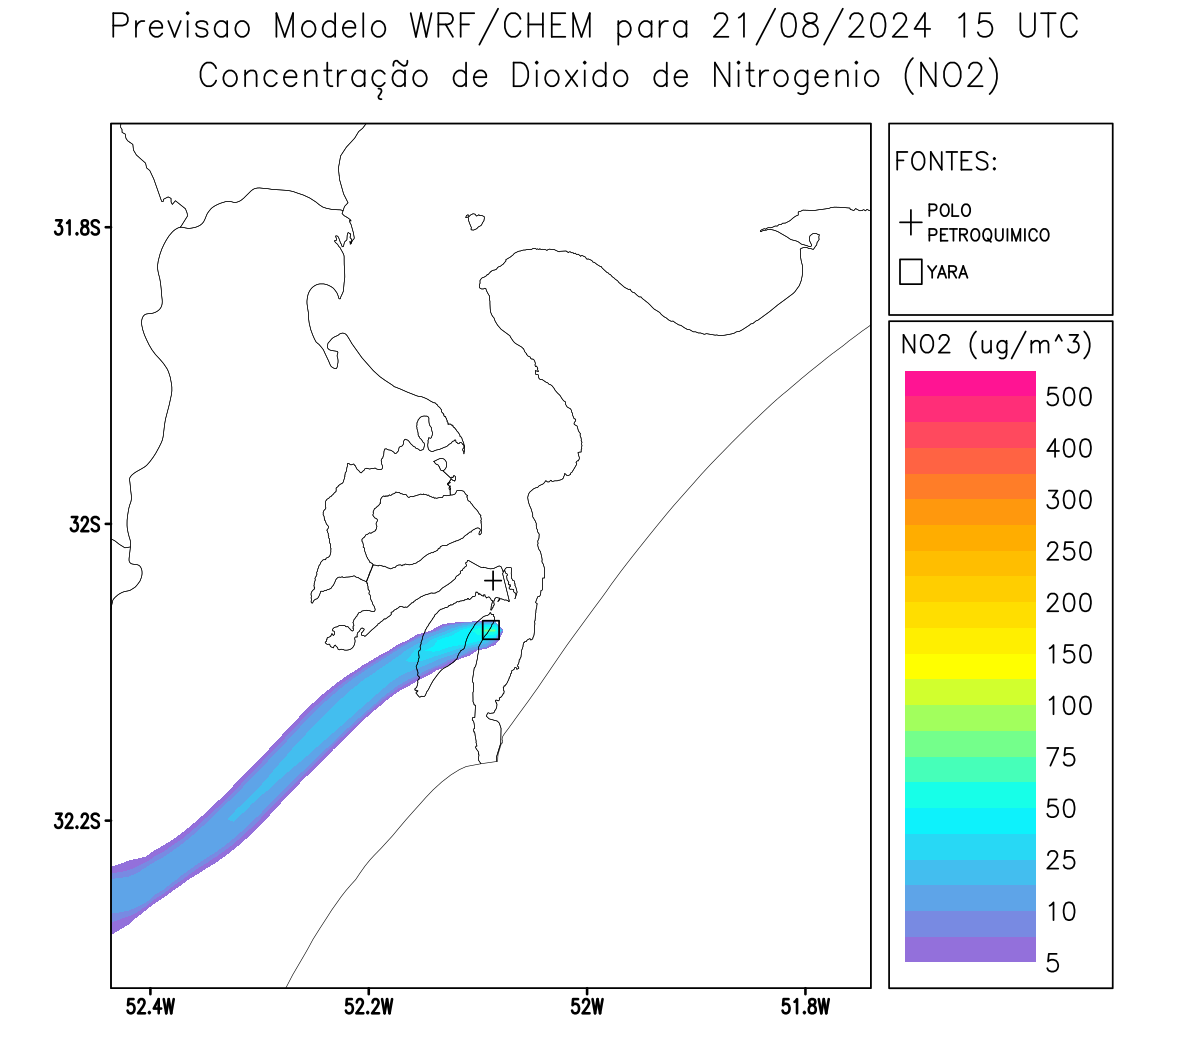 Previsao Modelo WRF/CHEM para 21/08/2024 15 UTC
Concentração de Dioxido de Nitrogenio (NO2)
FONTES:
POLO
PETROQUIMICO
YARA
NO2 (ug/m^3)
500
400
300
250
200
150
100
75
50
25
10
5
31.8S
32S
32.2S
52.4W
52.2W
52W
51.8W